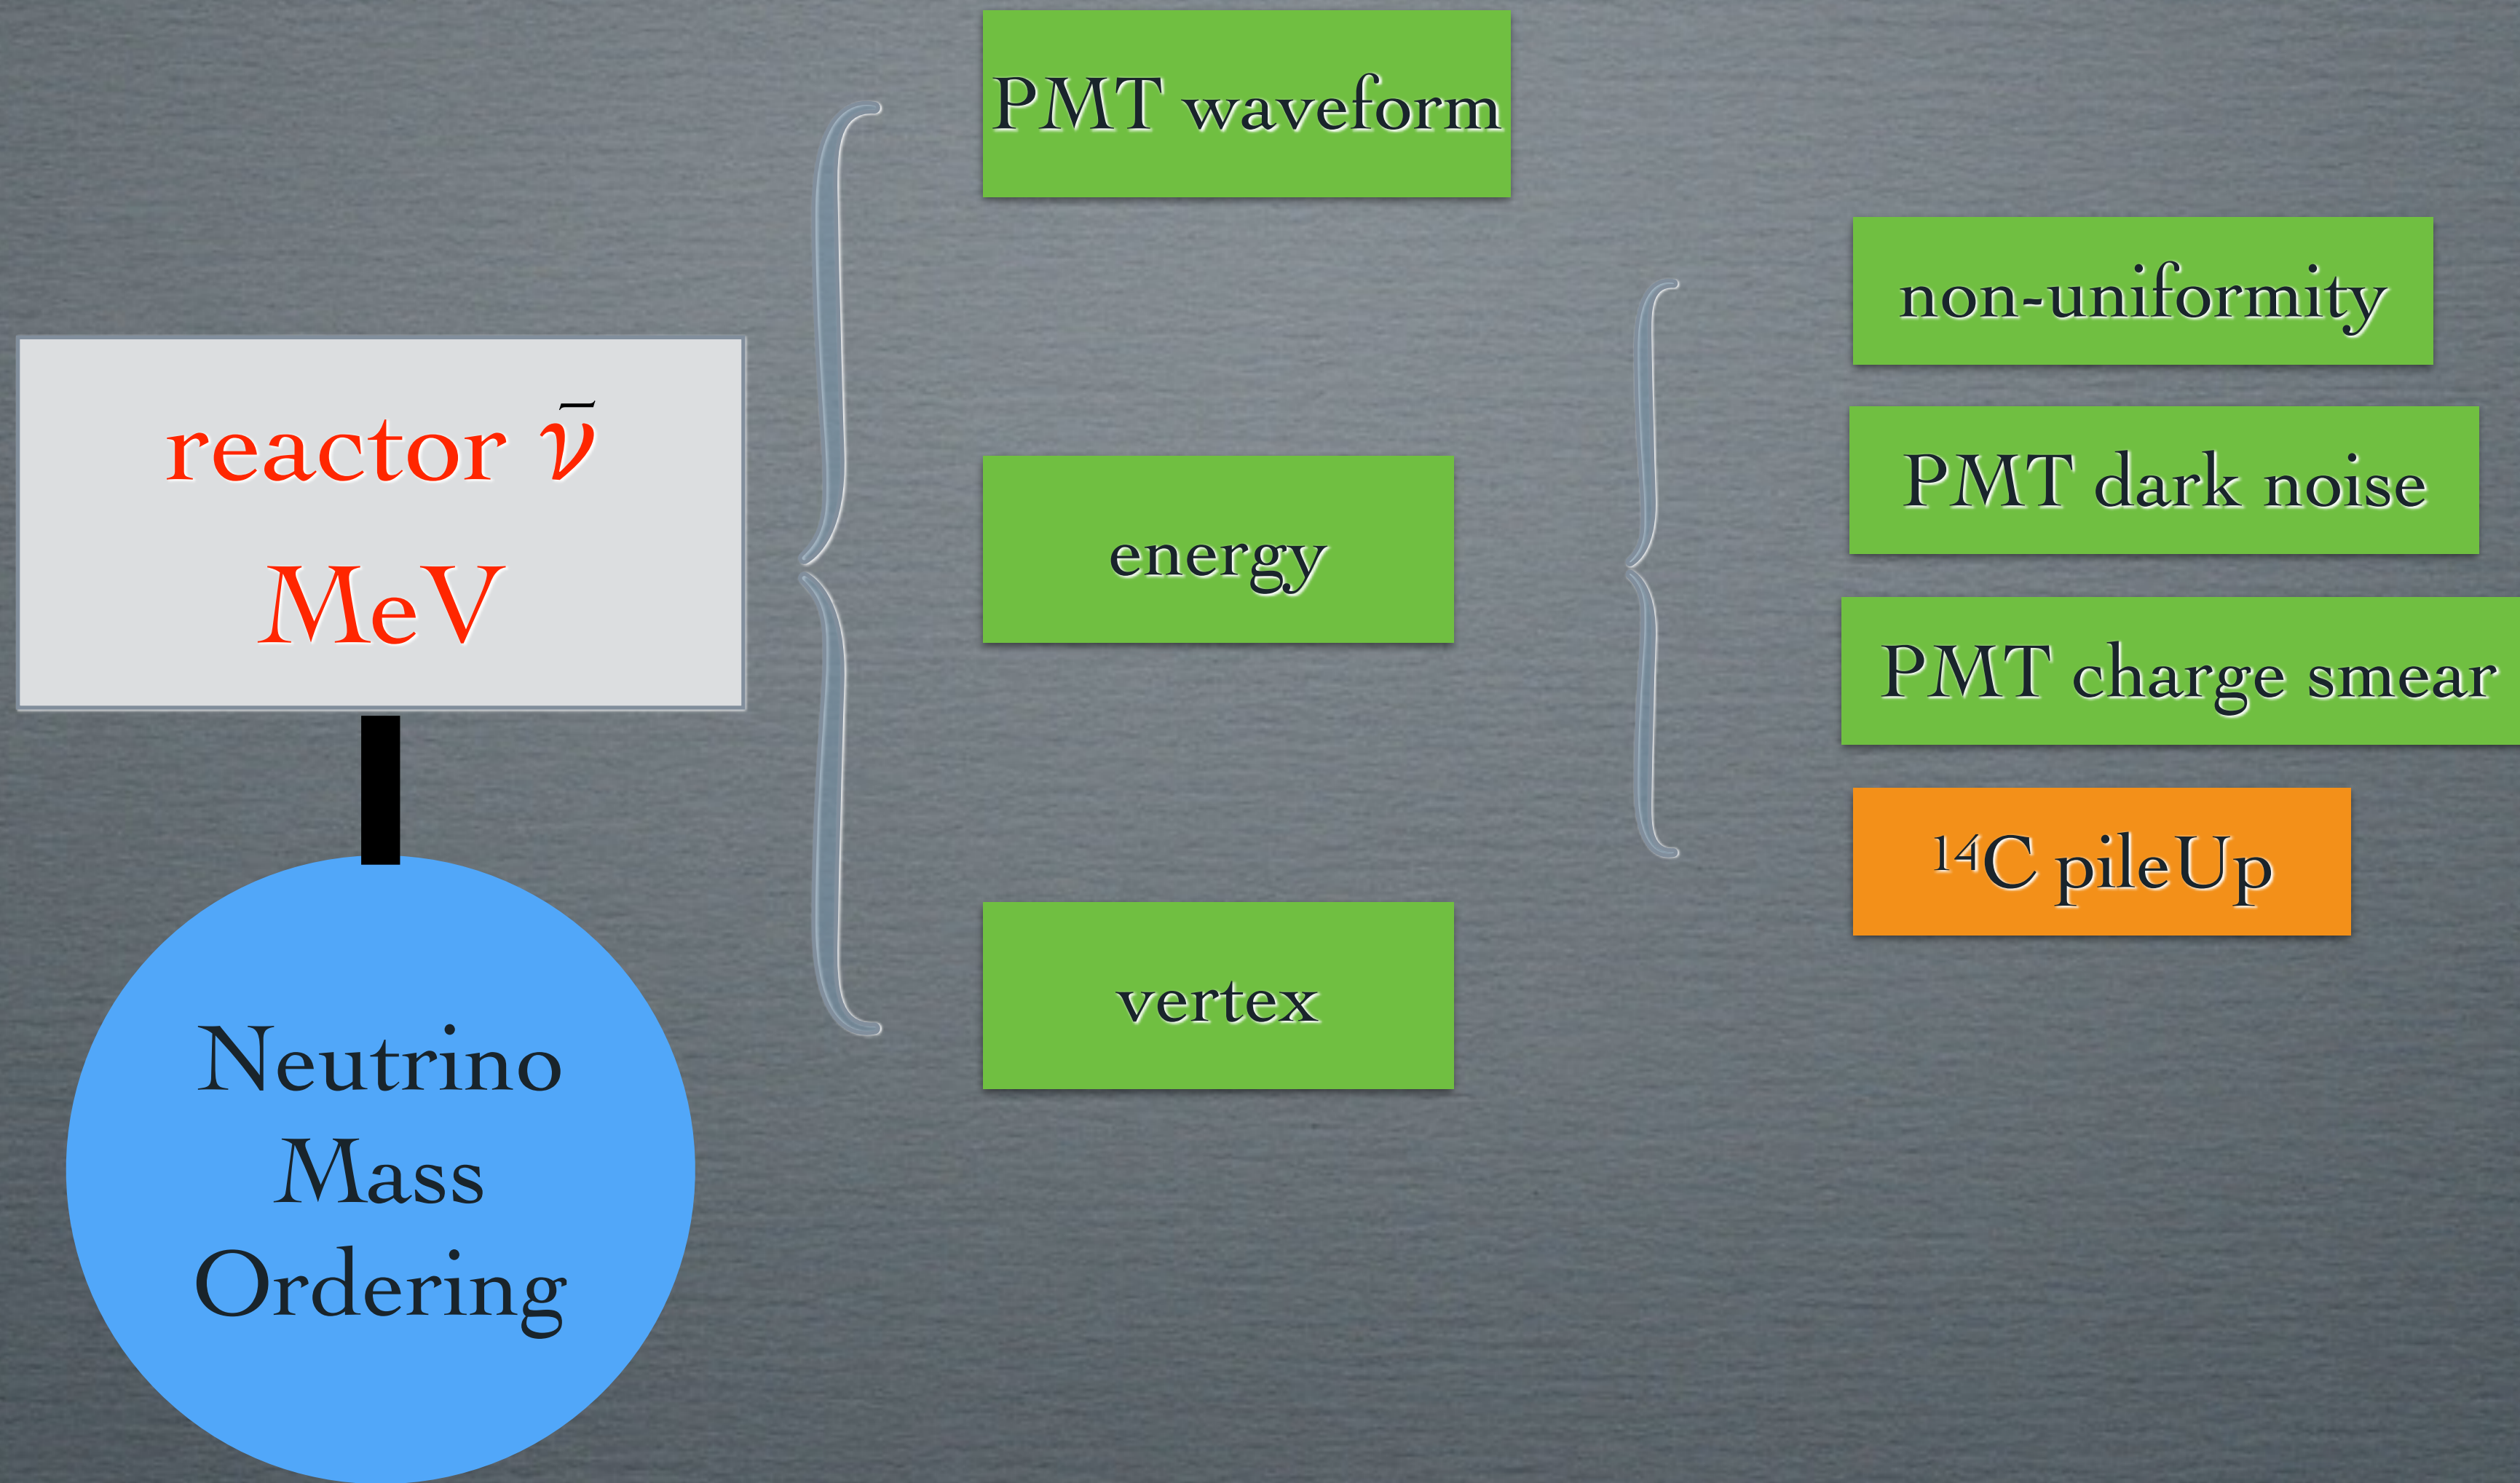 reactor ν̄
MeV
Neutrino
Mass
Ordering
PMT waveform
energy
vertex
non-uniformity
PMT dark noise
PMT charge smear
¹⁴C pileUp